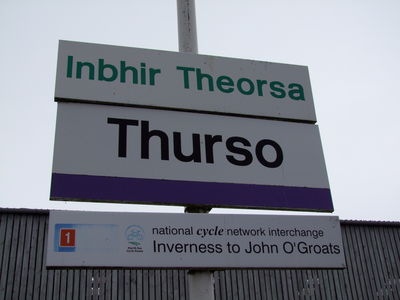 Inbhir Theorsa
Thurso
1
national cycle network interchange
Inverness to John O'Groats